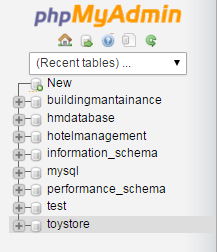 phpMyAdmin
(Recent tables) ...
New
buildingmantainance
hmdatabase
hotelmanagement
information_schema
mysql
performance_schema
test
toystore